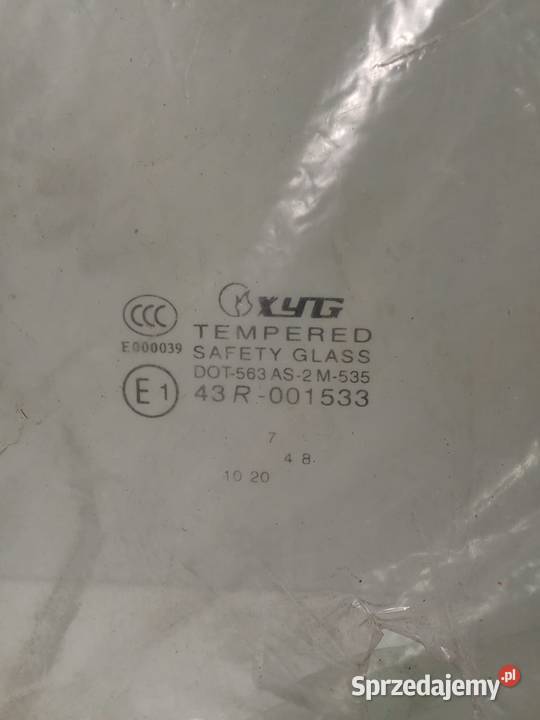 XYG
CCC
TEMPERED
E000039
SAFETY GLASS
DOT-563 AS-2 M-535
E1
43R-001533
7
4 8
10 20
Sprzedajemy.pl